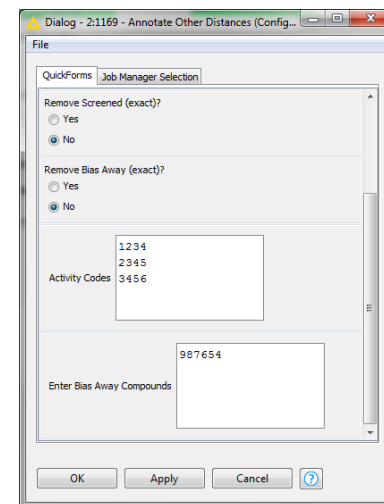 Dialog - 2:1169 - Annotate Other Distances (Config...
File
QuickForms Job Manager Selection
Remove Screened (exact)?
Yes
No
Remove Bias Away (exact)?
Yes
No
Activity Codes
1234
2345
3456
Enter Bias Away Compounds
987654
OK Apply Cancel ?